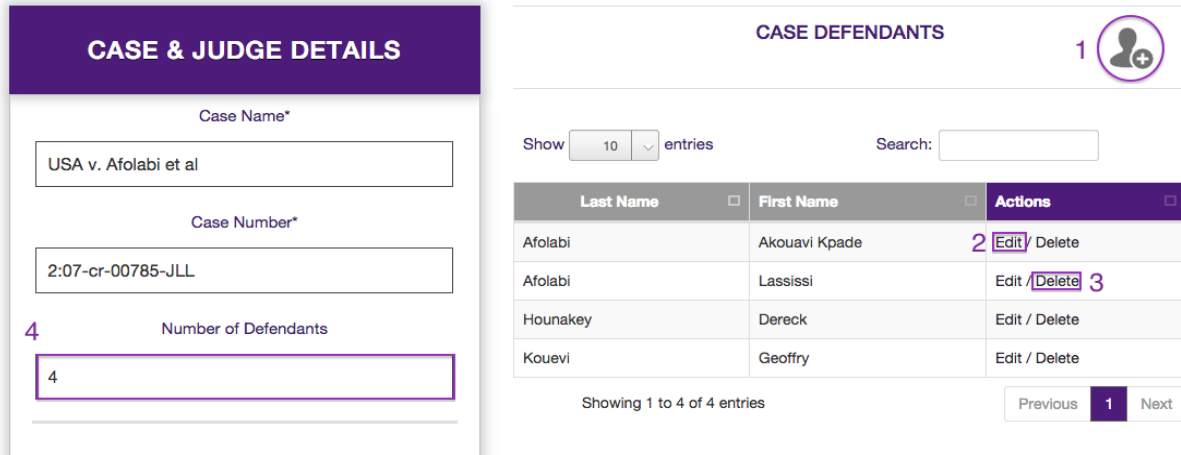 CASE & JUDGE DETAILS
Case Name*
USA v. Afolabi et al
Case Number*
2:07-cr-00785-JLL
4 Number of Defendants
4
CASE DEFENDANTS 1
Show 10 entries Search:
Last Name First Name Actions
Afolabi Akouavi Kpade 2 Edit / Delete
Afolabi Lassissi Edit / Delete 3
Hounakey Dereck Edit / Delete
Kouevi Geoffry Edit / Delete
Showing 1 to 4 of 4 entries Previous 1 Next